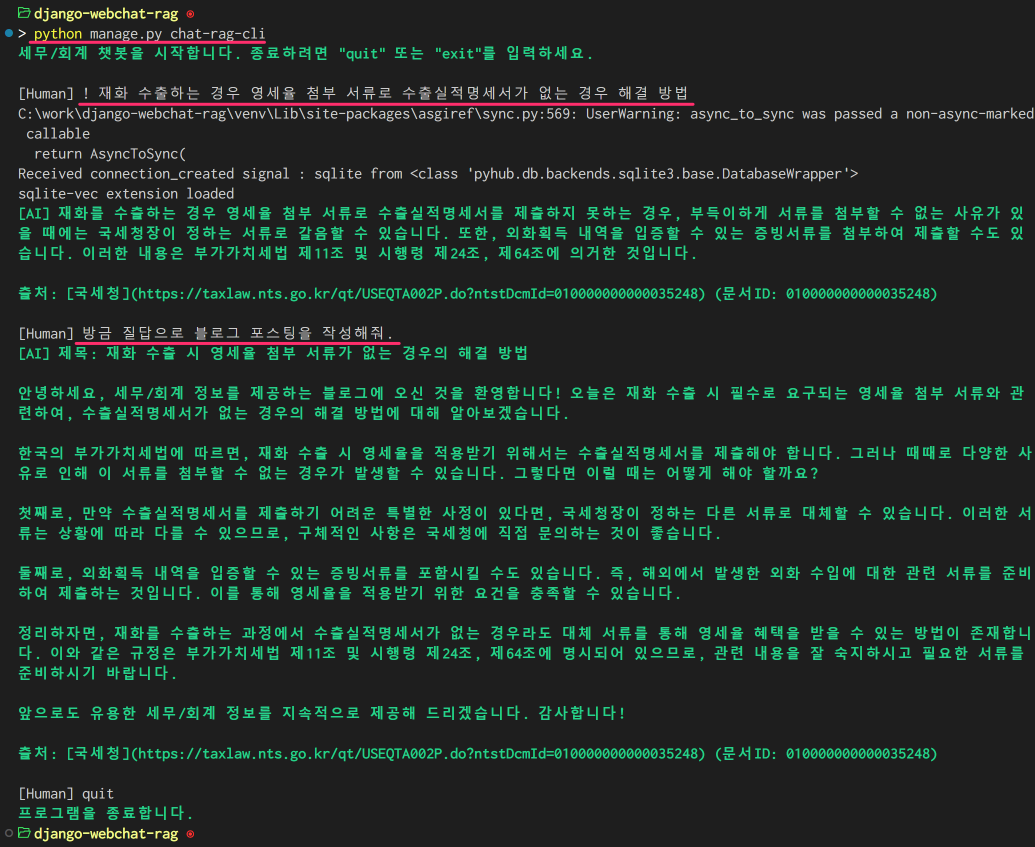 django-webchat-rag
> python manage.py chat-rag-cli
세무/회계 챗봇을 시작합니다. 종료하려면 "quit" 또는 "exit"를 입력하세요.
[Human] ! 재화 수출하는 경우 영세율 첨부 서류로 수출실적명세서가 없는 경우 해결 방법
C:\work\django-webchat-rag\venv\Lib\site-packages\asgiref\sync.py:569: UserWarning: async_to_sync was passed a non-async-marked
callable
return AsyncToSync(
Received connection_created signal : sqlite from <class 'pyhub.db.backends.sqlite3.base.DatabaseWrapper'>
sqlite-vec extension loaded
[AI] 재화를 수출하는 경우 영세율 첨부 서류로 수출실적명세서를 제출하지 못하는 경우, 부득이하게 서류를 첨부할 수 없는 사유가 있
을 때에는 국세청장이 정하는 서류로 갈음할 수 있습니다. 또한, 외화획득 내역을 입증할 수 있는 증빙서류를 첨부하여 제출할 수도 있
습니다. 이러한 내용은 부가가치세법 제11조 및 시행령 제24조, 제64조에 의거한 것입니다.
출처: [국세청](https://taxlaw.nts.go.kr/qt/USEQTA002P.do?ntstDcmId=010000000000035248) (문서ID: 010000000000035248)
[Human] 방금 질답으로 블로그 포스팅을 작성해줘.
[AI] 제목: 재화 수출 시 영세율 첨부 서류가 없는 경우의 해결 방법
안녕하세요, 세무/회계 정보를 제공하는 블로그에 오신 것을 환영합니다! 오늘은 재화 수출 시 필수로 요구되는 영세율 첨부 서류와 관
련하여, 수출실적명세서가 없는 경우의 해결 방법에 대해 알아보겠습니다.
한국의 부가가치세법에 따르면, 재화 수출 시 영세율을 적용받기 위해서는 수출실적명세서를 제출해야 합니다. 그러나 때때로 다양한 사
유로 인해 이 서류를 첨부할 수 없는 경우가 발생할 수 있습니다. 그렇다면 이럴 때는 어떻게 해야 할까요?
첫째로, 만약 수출실적명세서를 제출하기 어려운 특별한 사정이 있다면, 국세청장이 정하는 다른 서류로 대체할 수 있습니다. 이러한 서
류는 상황에 따라 다를 수 있으므로, 구체적인 사항은 국세청에 직접 문의하는 것이 좋습니다.
둘째로, 외화획득 내역을 입증할 수 있는 증빙서류를 포함시킬 수도 있습니다. 즉, 해외에서 발생한 외화 수입에 대한 관련 서류를 준비
하여 제출하는 것입니다. 이를 통해 영세율을 적용받기 위한 요건을 충족할 수 있습니다.
정리하자면, 재화를 수출하는 과정에서 수출실적명세서가 없는 경우라도 대체 서류를 통해 영세율 혜택을 받을 수 있는 방법이 존재합니
다. 이와 같은 규정은 부가가치세법 제11조 및 시행령 제24조, 제64조에 명시되어 있으므로, 관련 내용을 잘 숙지하시고 필요한 서류를
준비하시기 바랍니다.
앞으로도 유용한 세무/회계 정보를 지속적으로 제공해 드리겠습니다. 감사합니다!
출처: [국세청](https://taxlaw.nts.go.kr/qt/USEQTA002P.do?ntstDcmId=010000000000035248) (문서ID: 010000000000035248)
[Human] quit
프로그램을 종료합니다.
django-webchat-rag